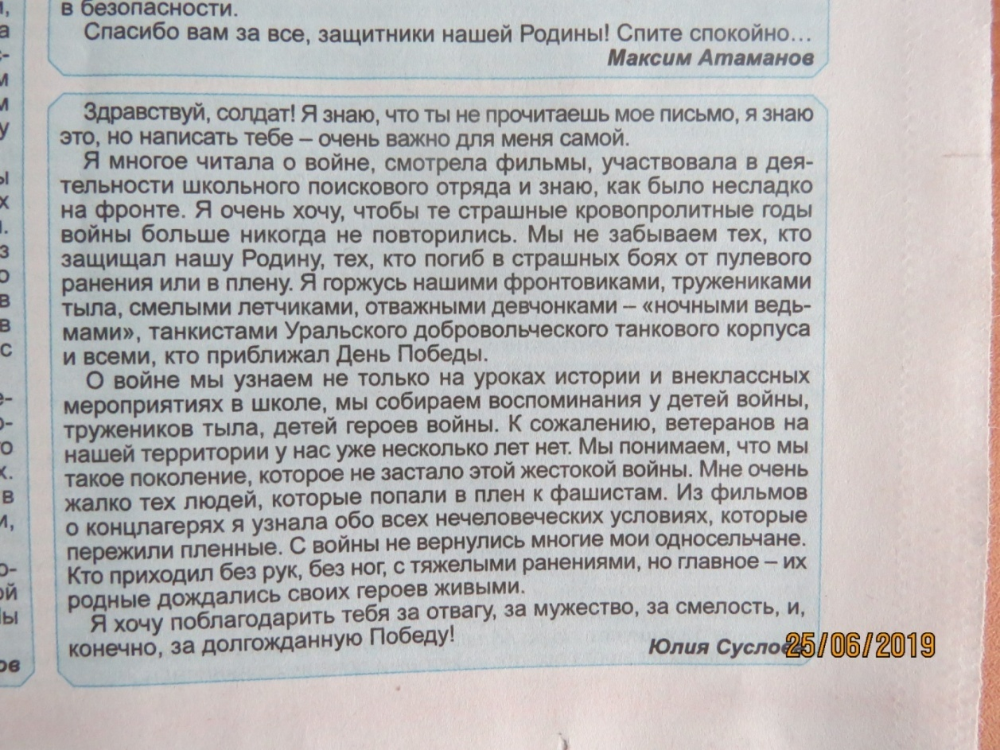 в безопасности.
Спасибо вам за все, защитники нашей Родины! Спите спокойно...
Максим Атаманов
Здравствуй, солдат! Я знаю, что ты не прочитаешь мое письмо, я знаю
это, но написать тебе – очень важно для меня самой.
Я многое читала о войне, смотрела фильмы, участвовала в дея-
тельности школьного поискового отряда и знаю, как было несладко
на фронте. Я очень хочу, чтобы те страшные кровопролитные годы
войны больше никогда не повторились. Мы не забываем тех, кто
защищал нашу Родину, тех, кто погиб в страшных боях от пулевого
ранения или в плену. Я горжусь нашими фронтовиками, тружениками
тыла, смелыми летчиками, отважными девчонками – «ночными ведь-
мами», танкистами Уральского добровольческого танкового корпуса
и всеми, кто приближал День Победы.
О войне мы узнаем не только на уроках истории и внеклассных
мероприятиях в школе, мы собираем воспоминания у детей войны,
тружеников тыла, детей героев войны. К сожалению, ветеранов на
нашей территории у нас уже несколько лет нет. Мы понимаем, что мы
такое поколение, которое не застало этой жестокой войны. Мне очень
жалко тех людей, которые попали в плен к фашистам. Из фильмов
о концлагерях я узнала обо всех нечеловеческих условиях, которые
пережили пленные. С войны не вернулись многие мои односельчане.
Кто приходил без рук, без ног, с тяжелыми ранениями, но главное – их
родные дождались своих героев живыми.
Я хочу поблагодарить тебя за отвагу, за мужество, за смелость, и,
конечно, за долгожданную Победу!
Юлия Суслова
25/06/2019